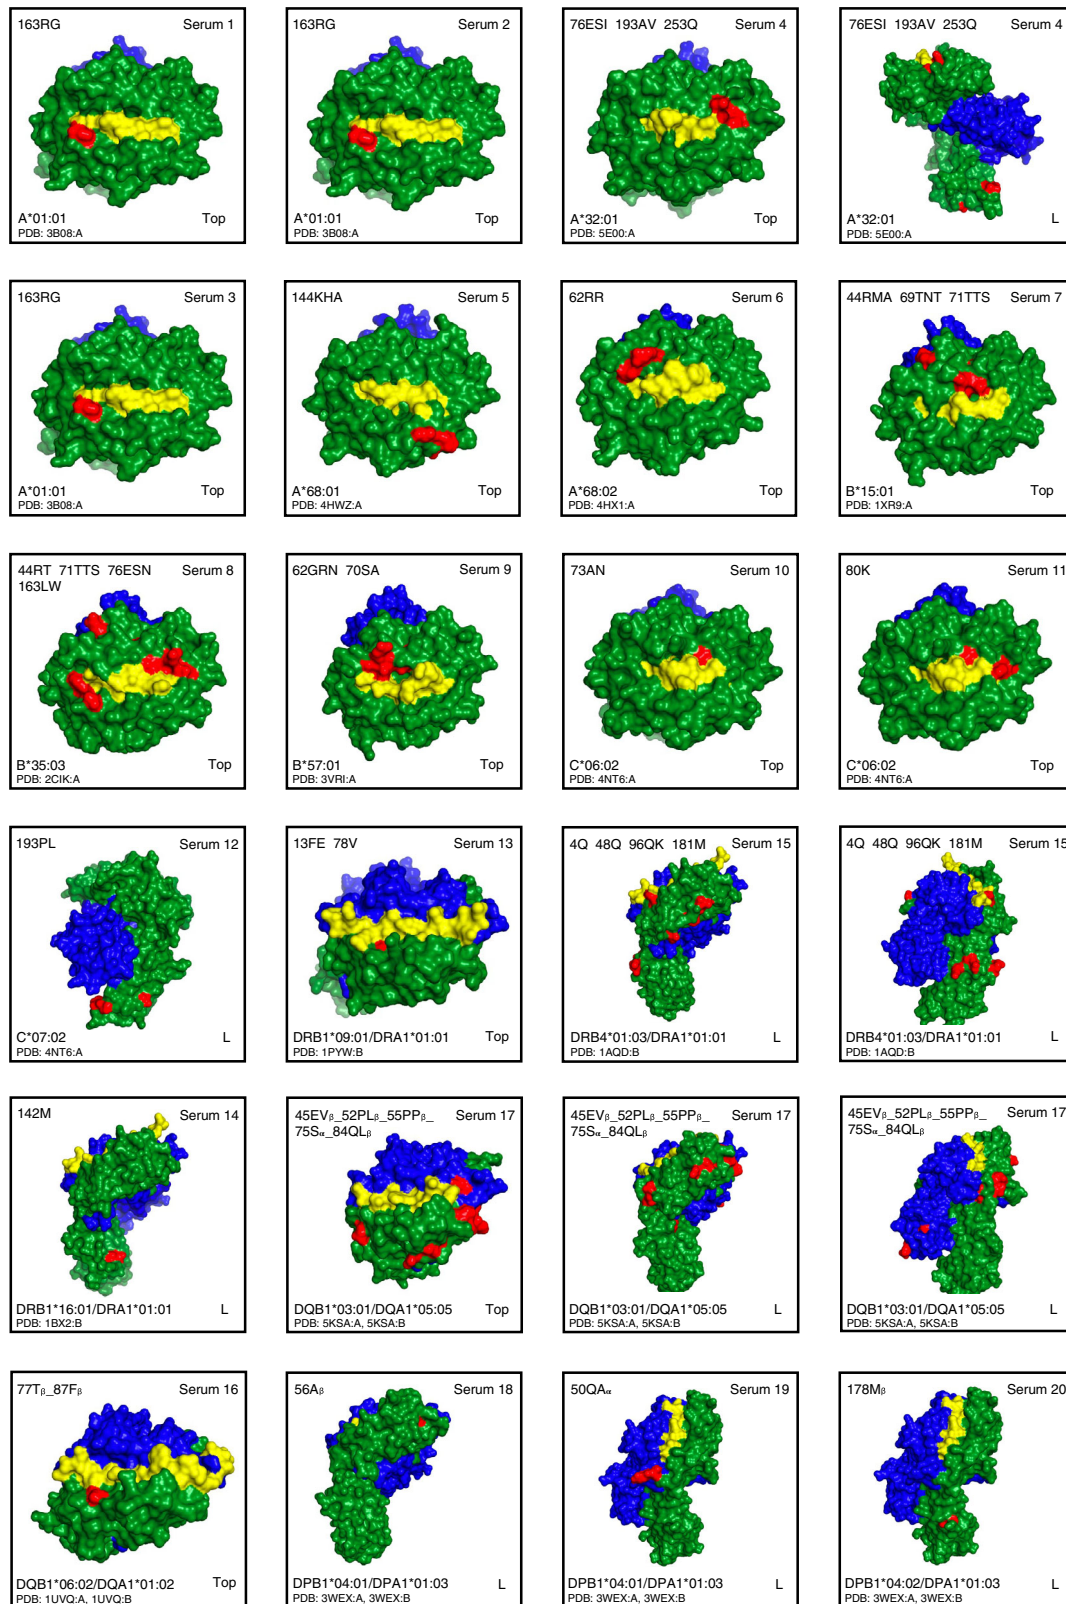 163RG Serum 1
A*01:01 Top
PDB: 3B08:A
163RG Serum 2
A*01:01 Top
PDB: 3B08:A
76ESI 193AV 253Q Serum 4
A*32:01 Top
PDB: 5E00:A
76ESI 193AV 253Q Serum 4
A*32:01 L
PDB: 5E00:A
163RG Serum 3
A*01:01 Top
PDB: 3B08:A
144KHA Serum 5
A*68:01 Top
PDB: 4HWZ:A
62RR Serum 6
A*68:02 Top
PDB: 4HX1:A
44RMA 69TNT 71TTS Serum 7
B*15:01 Top
PDB: 1XR9:A
44RT 71TTS 76ESN Serum 8
163LW
B*35:03 Top
PDB: 2CIK:A
62GRN 70SA Serum 9
B*57:01 Top
PDB: 3VRI:A
73AN Serum 10
C*06:02 Top
PDB: 4NT6:A
80K Serum 11
C*06:02 Top
PDB: 4NT6:A
193PL Serum 12
C*07:02 L
PDB: 4NT6:A
13FE 78V Serum 13
DRB1*09:01/DRA1*01:01 Top
PDB: 1PYW:B
4Q 48Q 96QK 181M Serum 15
DRB4*01:03/DRA1*01:01 L
PDB: 1AQD:B
4Q 48Q 96QK 181M Serum 15
DRB4*01:03/DRA1*01:01 L
PDB: 1AQD:B
142M Serum 14
DRB1*16:01/DRA1*01:01 L
PDB: 1BX2:B
45EVβ_52PLβ_55PPβ_ Serum 17
75Sα_84QLβ
DQB1*03:01/DQA1*05:05 Top
PDB: 5KSA:A, 5KSA:B
45EVβ_52PLβ_55PPβ_ Serum 17
75Sα_84QLβ
DQB1*03:01/DQA1*05:05 L
PDB: 5KSA:A, 5KSA:B
45EVβ_52PLβ_55PPβ_ Serum 17
75Sα_84QLβ
DQB1*03:01/DQA1*05:05 L
PDB: 5KSA:A, 5KSA:B
77Tβ_87Fβ Serum 16
DQB1*06:02/DQA1*01:02 Top
PDB: 1UVQ:A, 1UVQ:B
56Aβ Serum 18
DPB1*04:01/DPA1*01:03 L
PDB: 3WEX:A, 3WEX:B
50QAα Serum 19
DPB1*04:01/DPA1*01:03 L
PDB: 3WEX:A, 3WEX:B
178Mβ Serum 20
DPB1*04:02/DPA1*01:03 L
PDB: 3WEX:A, 3WEX:B